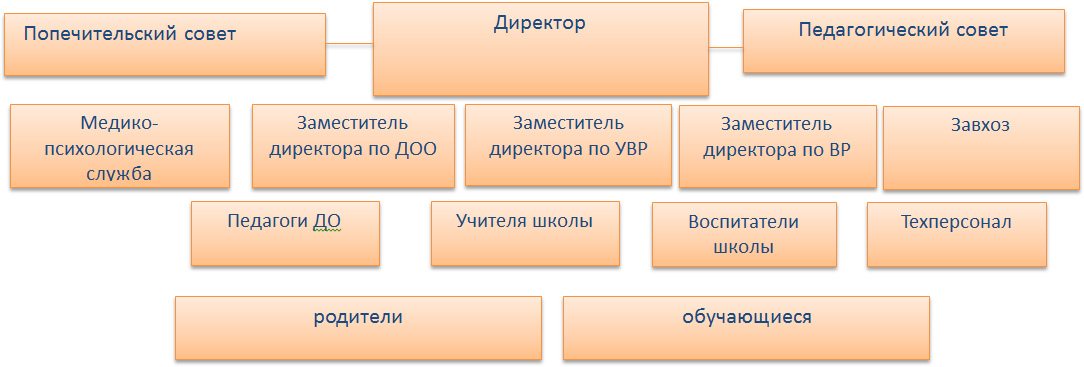 Попечительский совет
Директор
Педагогический совет
Медико-
психологическая
служба
Заместитель
директора по ДОО
Заместитель
директора по УВР
Заместитель
директора по ВР
Завхоз
Педагоги ДО
Учителя школы
Воспитатели
школы
Техперсонал
родители
обучающиеся